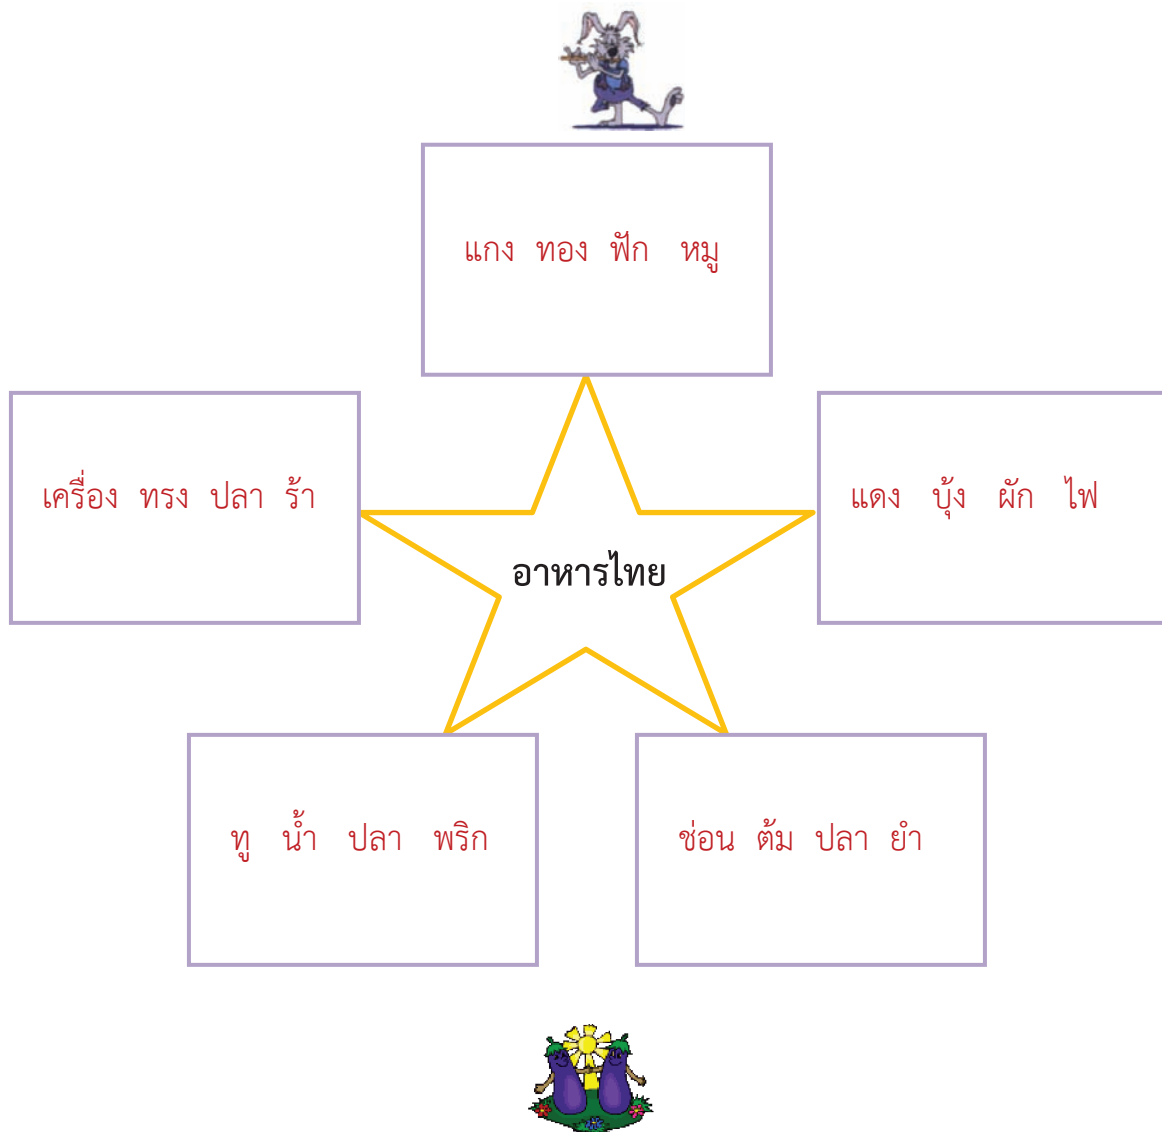 แกง ทอง ฟัก หมู
เครื่อง ทรง ปลา ร้า
แดง บุ้ง ผัก ไฟ
อาหารไทย
ทู น้ำ ปลา พริก
ช่อน ต้ม ปลา ยำ